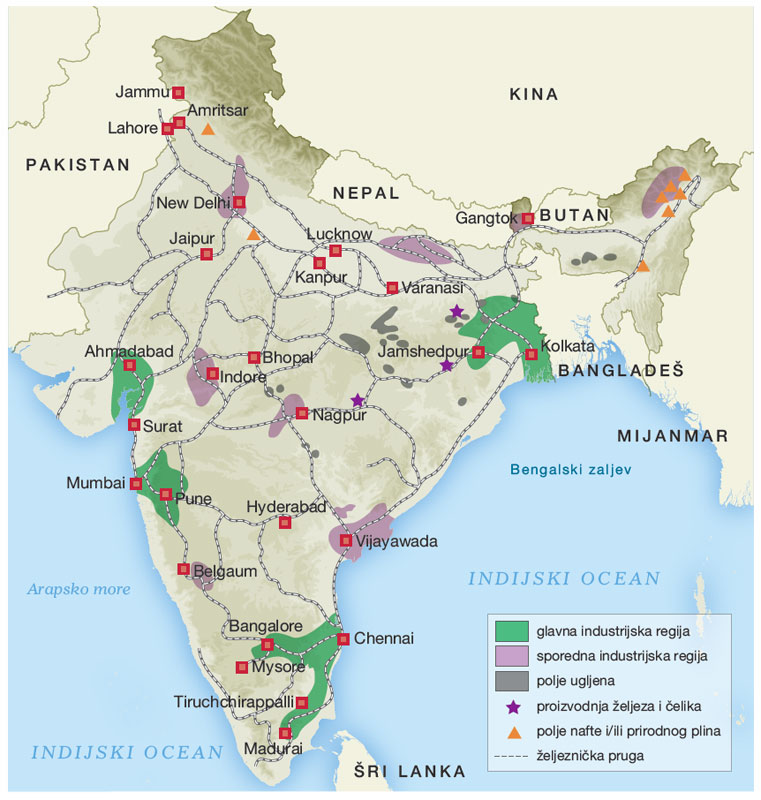 KINA
Jammu
Amritsar
Lahore
PAKISTAN
NEPAL
New Delhi
Gangtok
BUTAN
Jaipur
Lucknow
Kanpur
Varanasi
Ahmadabad
Bhopal
Indore
Jamshedpur
Kolkata
BANGLADEŠ
Nagpur
Surat
MIJANMAR
Bengalski zaljev
Mumbai
Pune
Hyderabad
Vijayawada
Belgaum
Arapsko more
INDIJSKI OCEAN
Bangalore
Chennai
Mysore
Tiruchchirappalli
Madurai
INDIJSKI OCEAN
ŠRI LANKA
glavna industrijska regija
sporedna industrijska regija
polje ugljena
proizvodnja željeza i čelika
polje nafte i/ili prirodnog plina
željeznička pruga